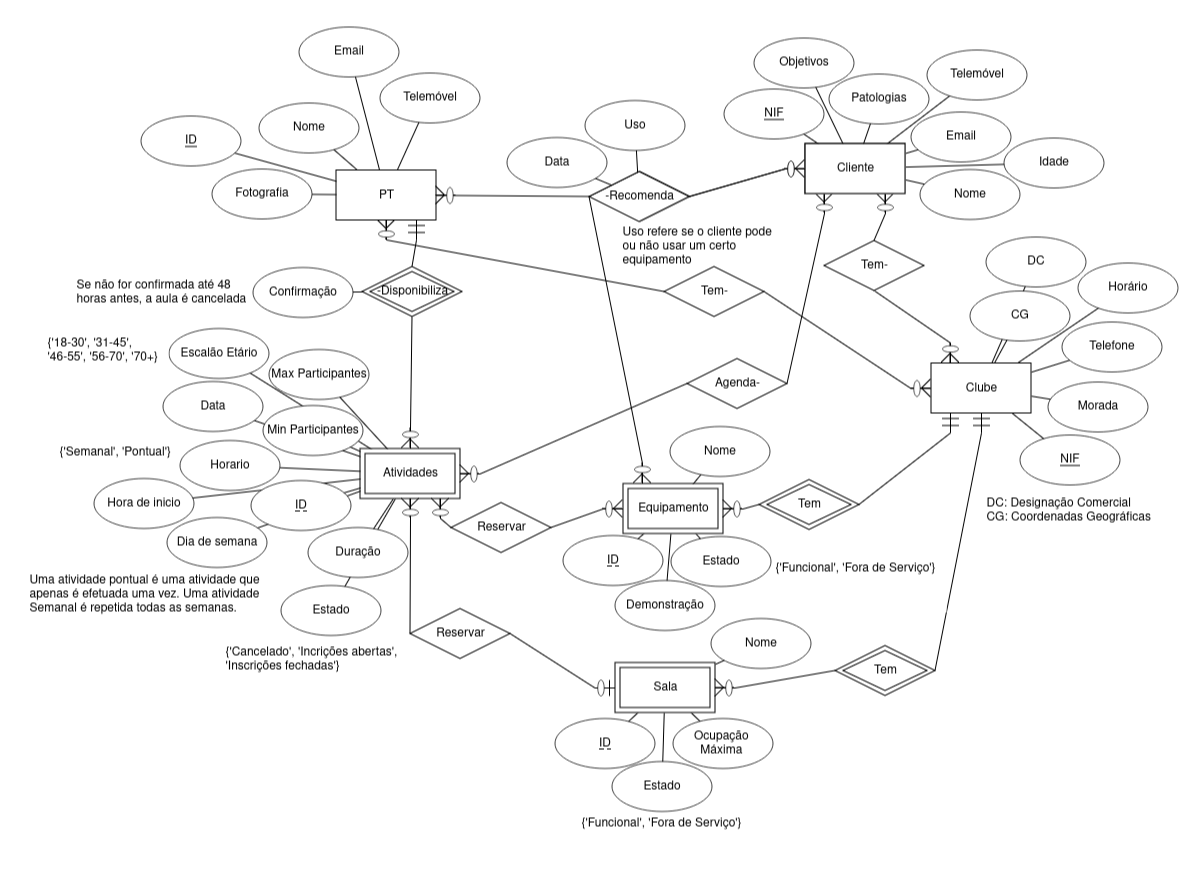 Email
Telemóvel
Nome
ID
Fotografia
PT
Objetivos
Telemóvel
Patologias
NIF
Email
Idade
Nome
Cliente
Uso
Data
-Recomenda
Uso refere se o cliente pode
ou não usar um certo
equipamento
Se não for confirmada até 48
horas antes, a aula é cancelada
Confirmação
-Disponibiliza
Tem-
Tem-
DC
Horário
CG
Telefone
Clube
Morada
NIF
DC: Designação Comercial
CG: Coordenadas Geográficas
{'18-30', '31-45',
'46-55', '56-70', '70+}
Escalão Etário
Max Participantes
Data
Min Participantes
{'Semanal', 'Pontual'}
Horario
Atividades
Hora de inicio
ID
Dia de semana
Duração
Uma atividade pontual é uma atividade que
apenas é efetuada uma vez. Uma atividade
Semanal é repetida todas as semanas.
Estado
{'Cancelado', 'Incrições abertas',
'Inscrições fechadas'}
Agenda-
Nome
Reservar
Equipamento
Tem
ID
Estado
{'Funcional', 'Fora de Serviço'}
Demonstração
Reservar
Nome
Sala
Tem
ID
Ocupação
Máxima
Estado
{'Funcional', 'Fora de Serviço'}